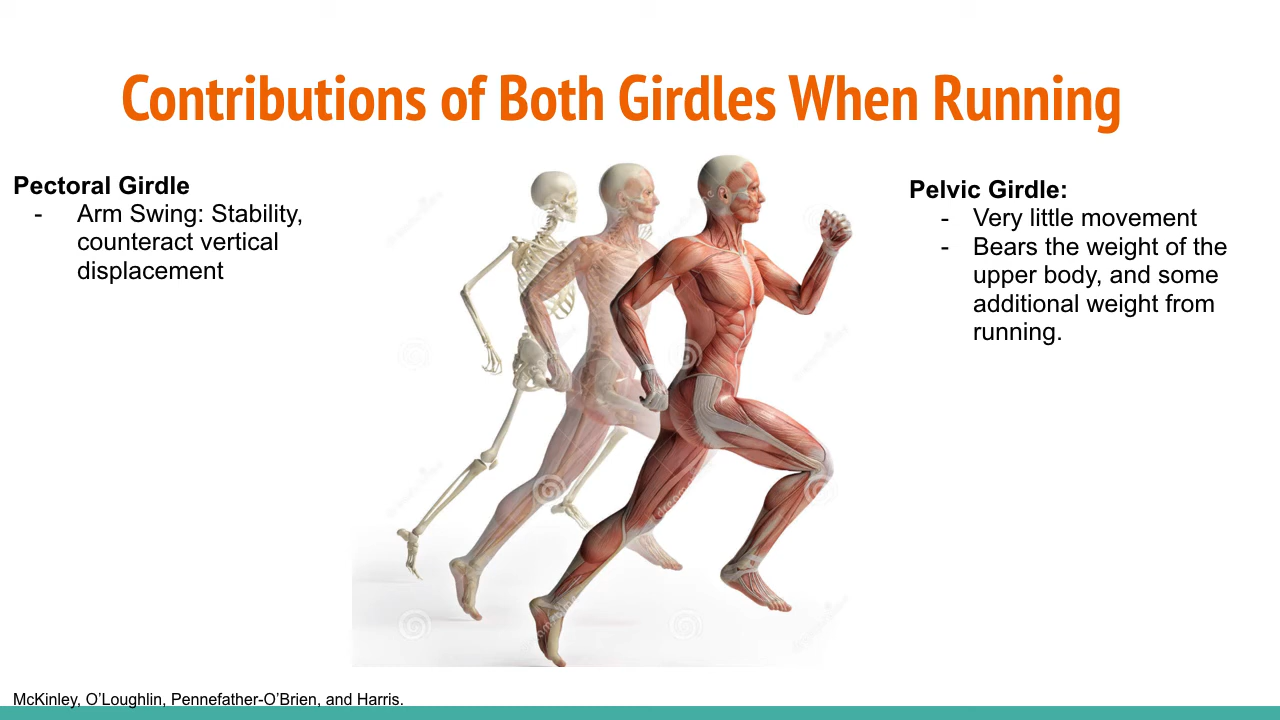 Contributions of Both Girdles When Running
Pectoral Girdle
- Arm Swing: Stability,
counteract vertical
displacement
Pelvic Girdle:
- Very little movement
- Bears the weight of the
upper body, and some
additional weight from
running.
McKinley, O’Loughlin, Pennefather-O’Brien, and Harris.